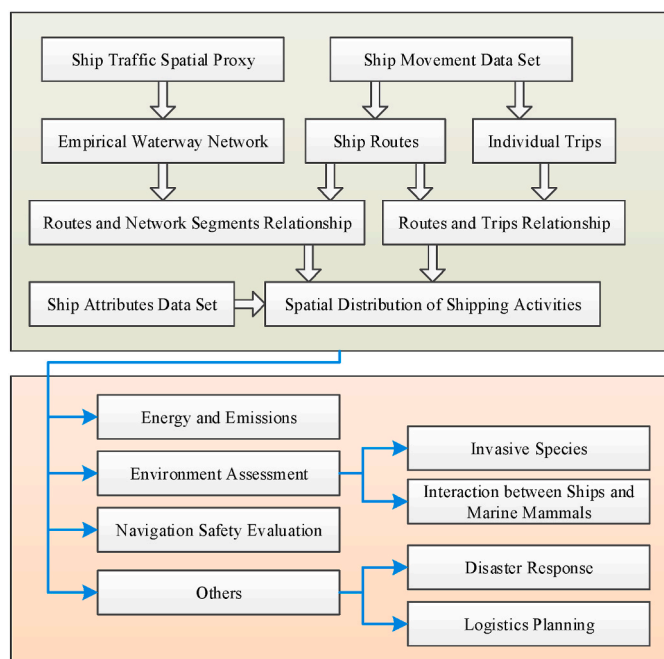 Ship Traffic Spatial Proxy
Ship Movement Data Set
Empirical Waterway Network
Ship Routes
Individual Trips
Routes and Network Segments Relationship
Routes and Trips Relationship
Ship Attributes Data Set
Spatial Distribution of Shipping Activities
Energy and Emissions
Environment Assessment
Invasive Species
Interaction between Ships and
Marine Mammals
Navigation Safety Evaluation
Others
Disaster Response
Logistics Planning